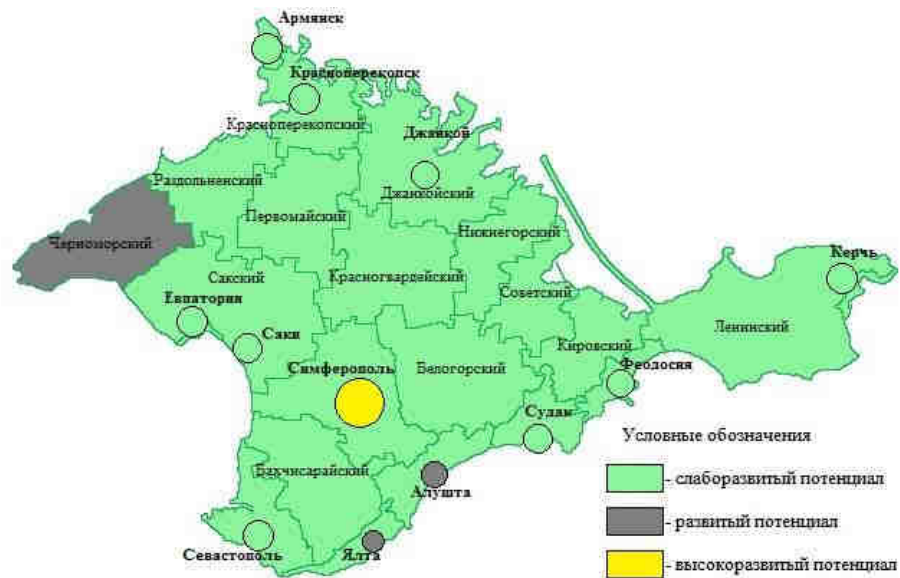 Армянск
Красноперекопск
Красноперекопский
Джанкой
Раздольненский
Джанкойский
Первомайский
Нижнегорский
Черноморский
Керчь
Сакский
Красногвардейский
Советский
Евпатория
Ленинский
Саки
Кировский
Симферополь
Белогорский
Феодосия
Судак
Условные обозначения
Бахчисарайский
- слаборазвитый потенциал
Алушта
- развитый потенциал
Севастополь
Ялта
- высокоразвитый потенциал